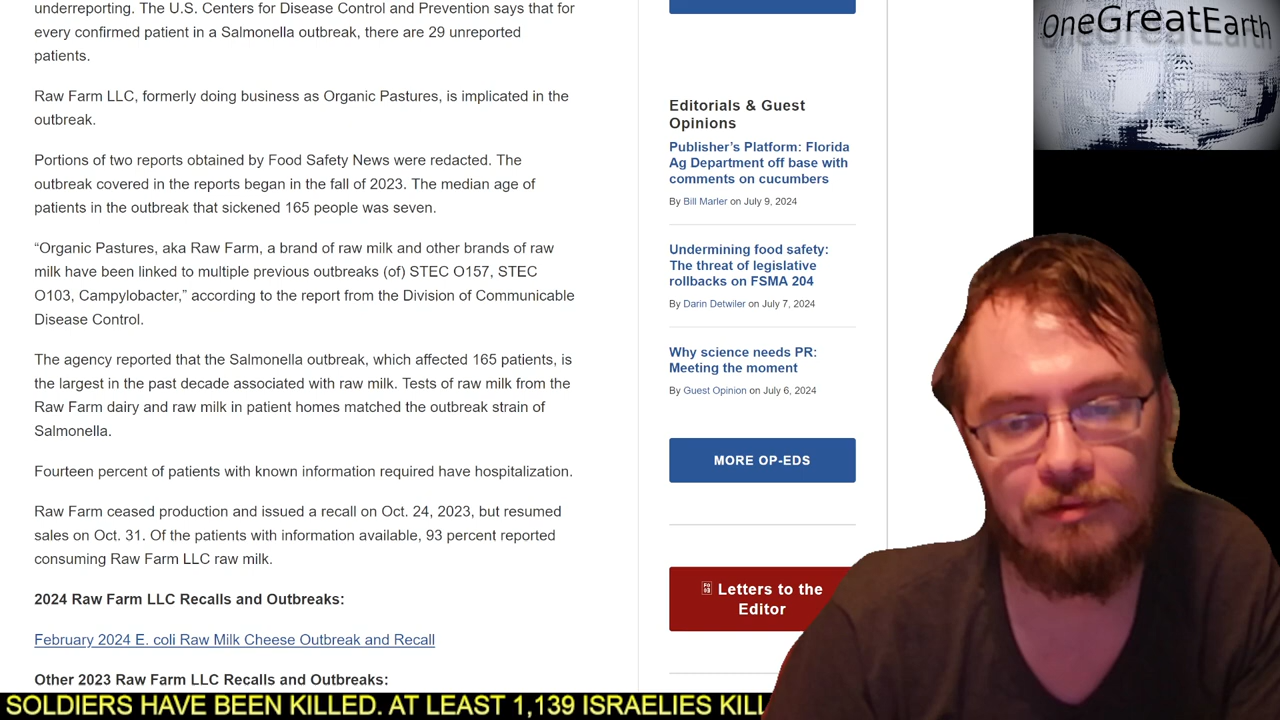 underreporting. The U.S. Centers for Disease Control and Prevention says that for
every confirmed patient in a Salmonella outbreak, there are 29 unreported
patients.
Raw Farm LLC, formerly doing business as Organic Pastures, is implicated in the
outbreak.
Portions of two reports obtained by Food Safety News were redacted. The
outbreak covered in the reports began in the fall of 2023. The median age of
patients in the outbreak that sickened 165 people was seven.
“Organic Pastures, aka Raw Farm, a brand of raw milk and other brands of raw
milk have been linked to multiple previous outbreaks (of) STEC O157, STEC
O103, Campylobacter,” according to the report from the Division of Communicable
Disease Control.
The agency reported that the Salmonella outbreak, which affected 165 patients, is
the largest in the past decade associated with raw milk. Tests of raw milk from the
Raw Farm dairy and raw milk in patient homes matched the outbreak strain of
Salmonella.
Fourteen percent of patients with known information required have hospitalization.
Raw Farm ceased production and issued a recall on Oct. 24, 2023, but resumed
sales on Oct. 31. Of the patients with information available, 93 percent reported
consuming Raw Farm LLC raw milk.
2024 Raw Farm LLC Recalls and Outbreaks:
February 2024 E. coli Raw Milk Cheese Outbreak and Recall
Other 2023 Raw Farm LLC Recalls and Outbreaks:
Editorials & Guest
Opinions
Publisher’s Platform: Florida
Ag Department off base with
comments on cucumbers
By Bill Marler on July 9, 2024
Undermining food safety:
The threat of legislative
rollbacks on FSMA 204
By Darin Detwiler on July 7, 2024
Why science needs PR:
Meeting the moment
By Guest Opinion on July 6, 2024
MORE OP-EDS
Letters to the
Editor
OneGreatEarth
SOLDIERS HAVE BEEN KILLED. AT LEAST 1,139 ISRAELIES KILL